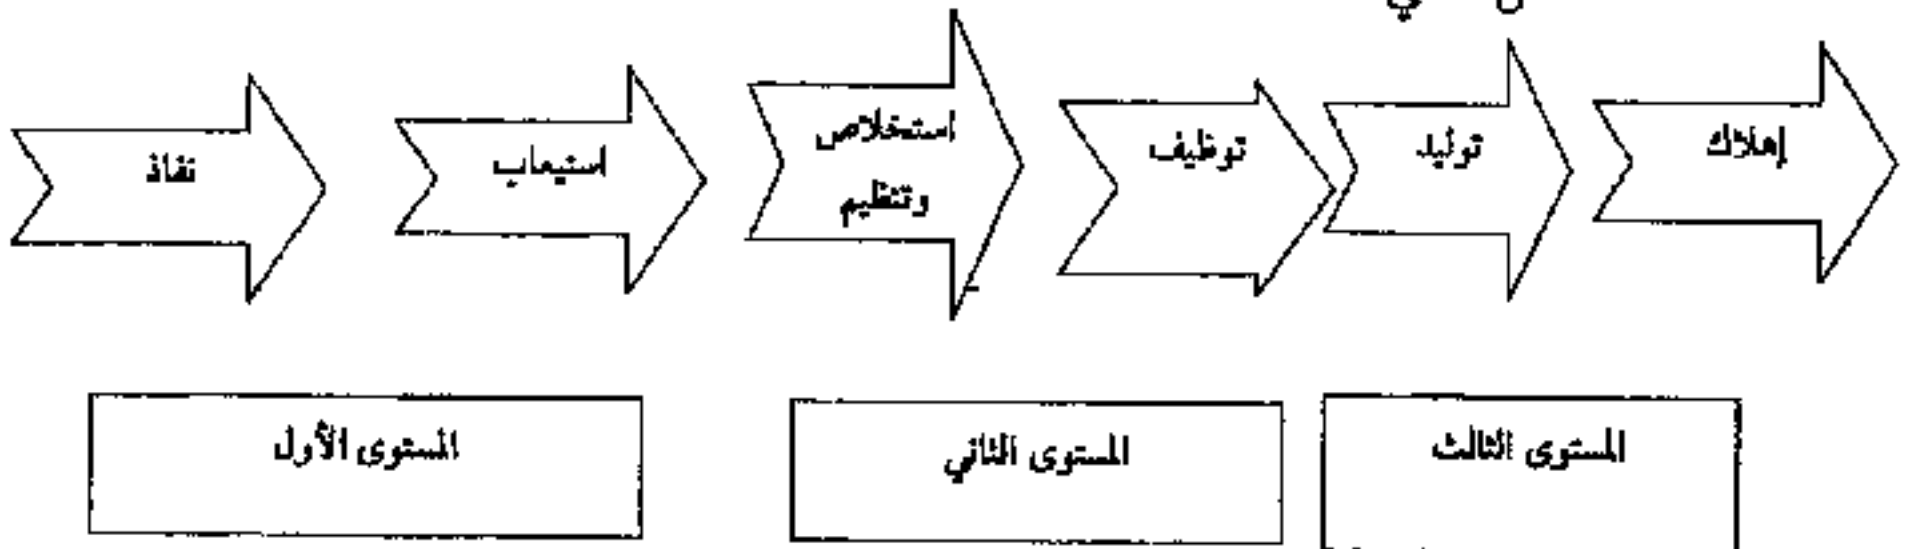 نفاذ
استيعاب
استخلاص
وتنظيم
توظيف
توليد
إهلاك
المستوى الأول
المستوى الثاني
المستوى الثالث